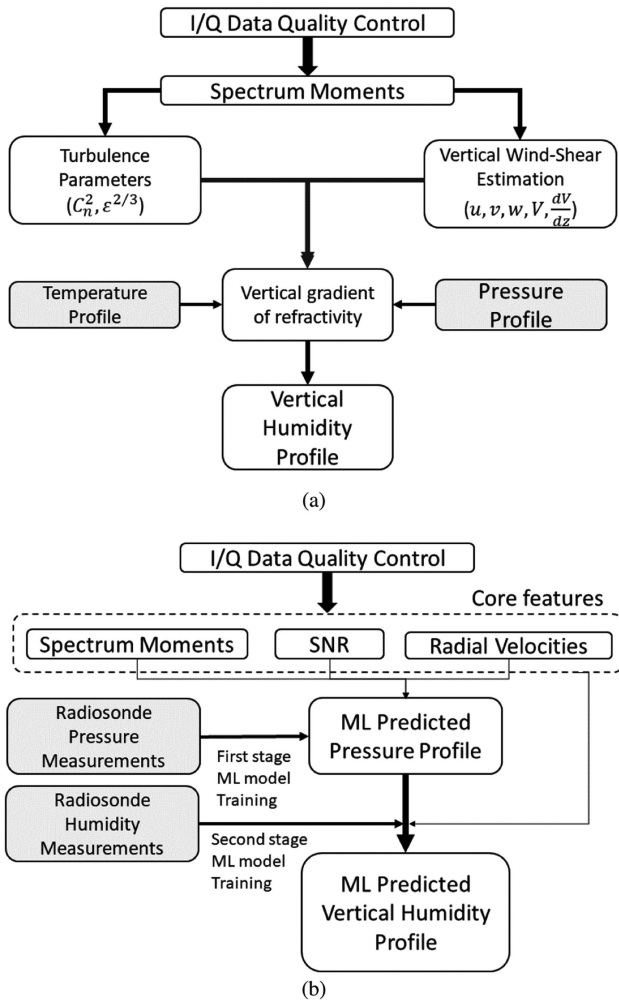 I/Q Data Quality Control
Spectrum Moments
Turbulence
Parameters
(C_n^2, ε^{2/3})
Vertical Wind-Shear
Estimation
(u, v, w, V, dV/dz)
Temperature
Profile
Vertical gradient
of refractivity
Pressure
Profile
Vertical
Humidity
Profile
(a)
I/Q Data Quality Control
Core features
Spectrum Moments
SNR
Radial Velocities
Radiosonde
Pressure
Measurements
First stage
ML model
Training
ML Predicted
Pressure Profile
Radiosonde
Humidity
Measurements
Second stage
ML model
Training
ML Predicted
Vertical Humidity
Profile
(b)